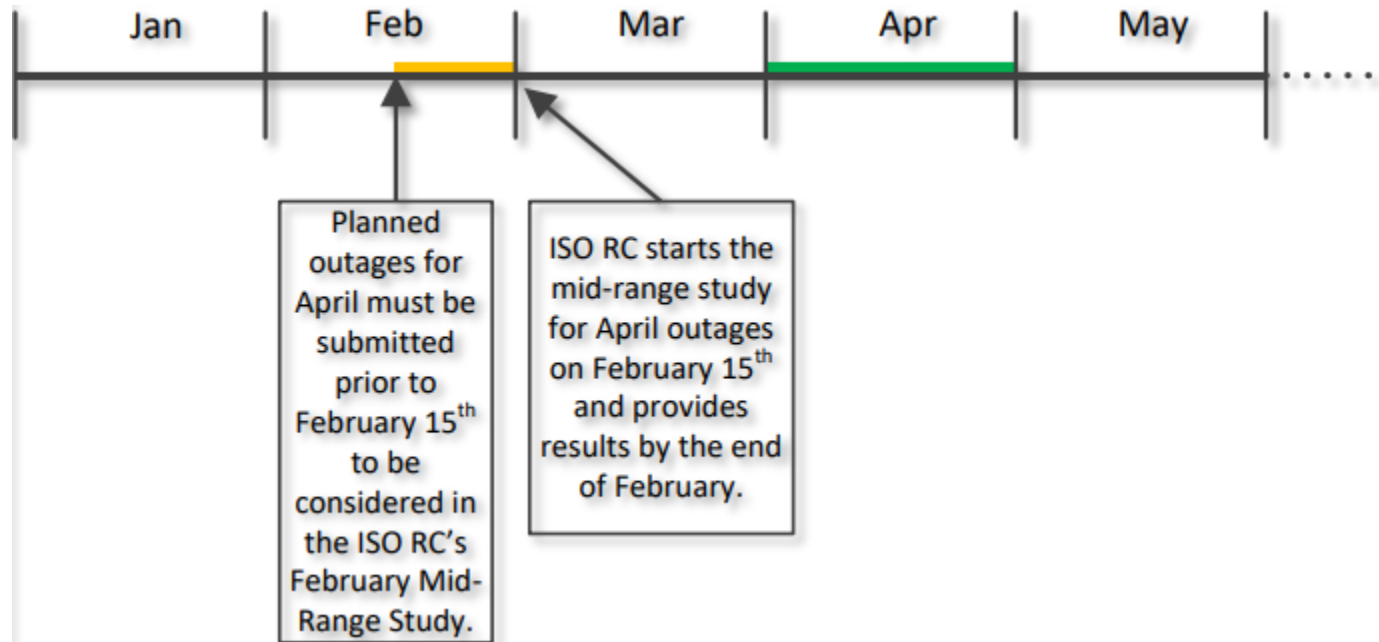 Jan Feb Mar Apr May
Planned
outages for
April must be
submitted
prior to
February 15th
to be
considered in
the ISO RC’s
February Mid-
Range Study.
ISO RC starts the
mid-range study
for April outages
on February 15th
and provides
results by the end
of February.